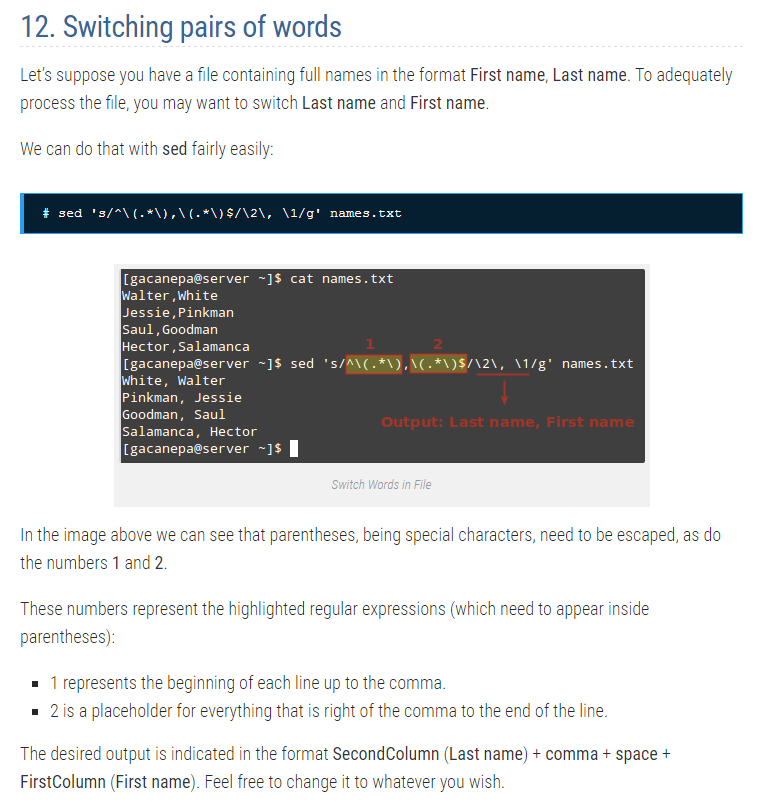 12. Switching pairs of words
Let's suppose you have a file containing full names in the format First name, Last name. To adequately
process the file, you may want to switch Last name and First name.
We can do that with sed fairly easily:
# sed 's/^\(.*\),\(.*\)$/\2\, \1/g' names.txt
[gacanepa@server ~]$ cat names.txt
Walter,White
Jessie,Pinkman
Saul,Goodman
Hector,Salamanca
1 2
[gacanepa@server ~]$ sed 's/^\(.*\),\(.*\)$/\2\, \1/g' names.txt
White, Walter
Pinkman, Jessie
Goodman, Saul
Output: Last name, First name
Salamanca, Hector
[gacanepa@server ~]$
Switch Words in File
In the image above we can see that parentheses, being special characters, need to be escaped, as do
the numbers 1 and 2.
These numbers represent the highlighted regular expressions (which need to appear inside
parentheses):
▪ 1 represents the beginning of each line up to the comma.
▪ 2 is a placeholder for everything that is right of the comma to the end of the line.
The desired output is indicated in the format SecondColumn (Last name) + comma + space +
FirstColumn (First name). Feel free to change it to whatever you wish.